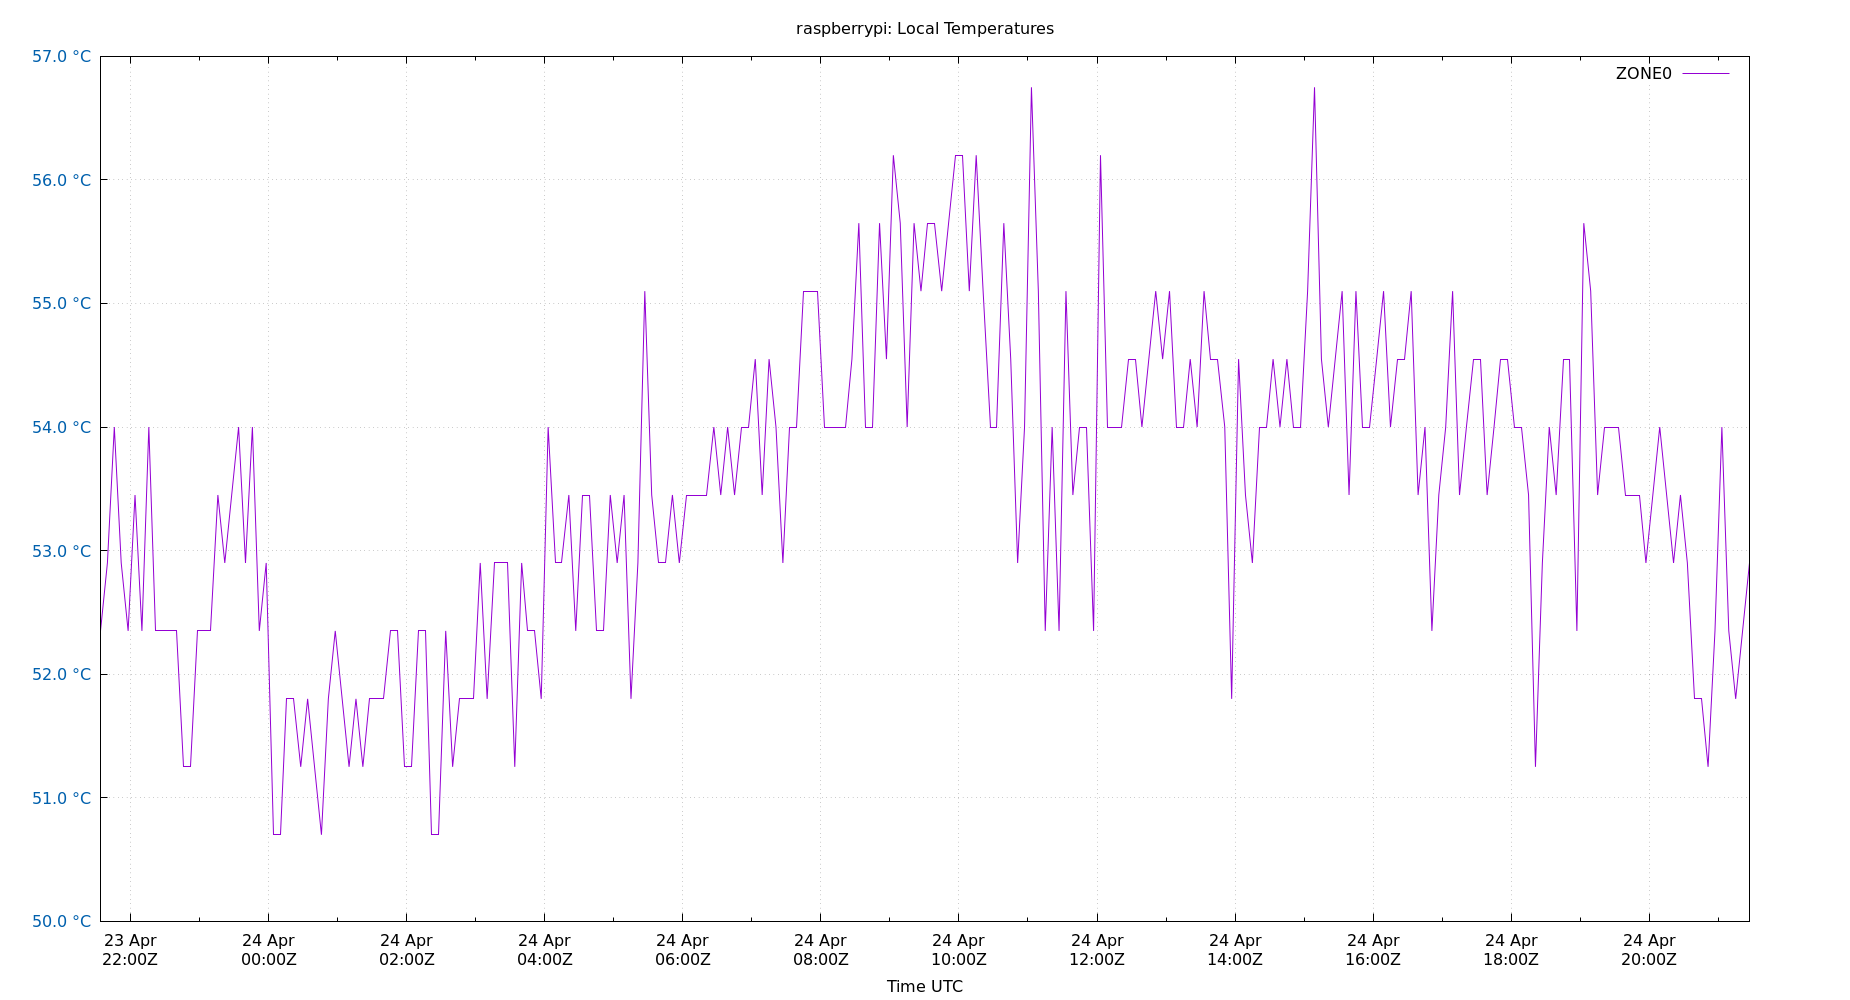 raspberrypi: Local Temperatures
57.0 °C
ZONE0
56.0 °C
55.0 °C
54.0 °C
53.0 °C
52.0 °C
51.0 °C
50.0 °C
23 Apr 24 Apr 24 Apr 24 Apr 24 Apr 24 Apr 24 Apr 24 Apr 24 Apr 24 Apr 24 Apr 24 Apr
22:00Z 00:00Z 02:00Z 04:00Z 06:00Z 08:00Z 10:00Z 12:00Z 14:00Z 16:00Z 18:00Z 20:00Z
Time UTC